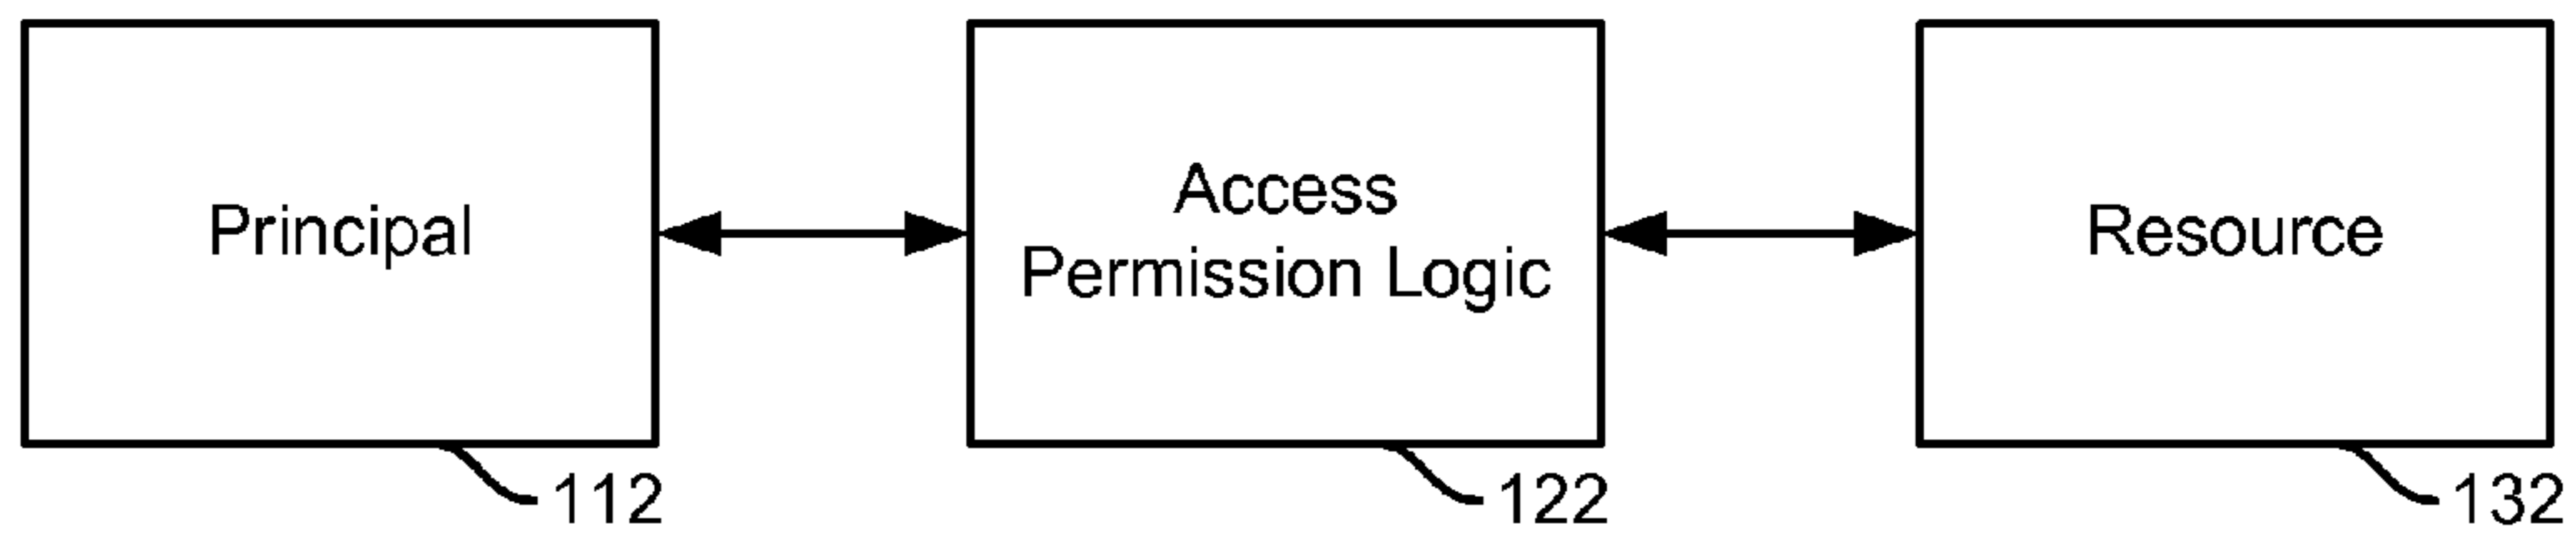 Principal
Access
Permission Logic
Resource
112
122
132